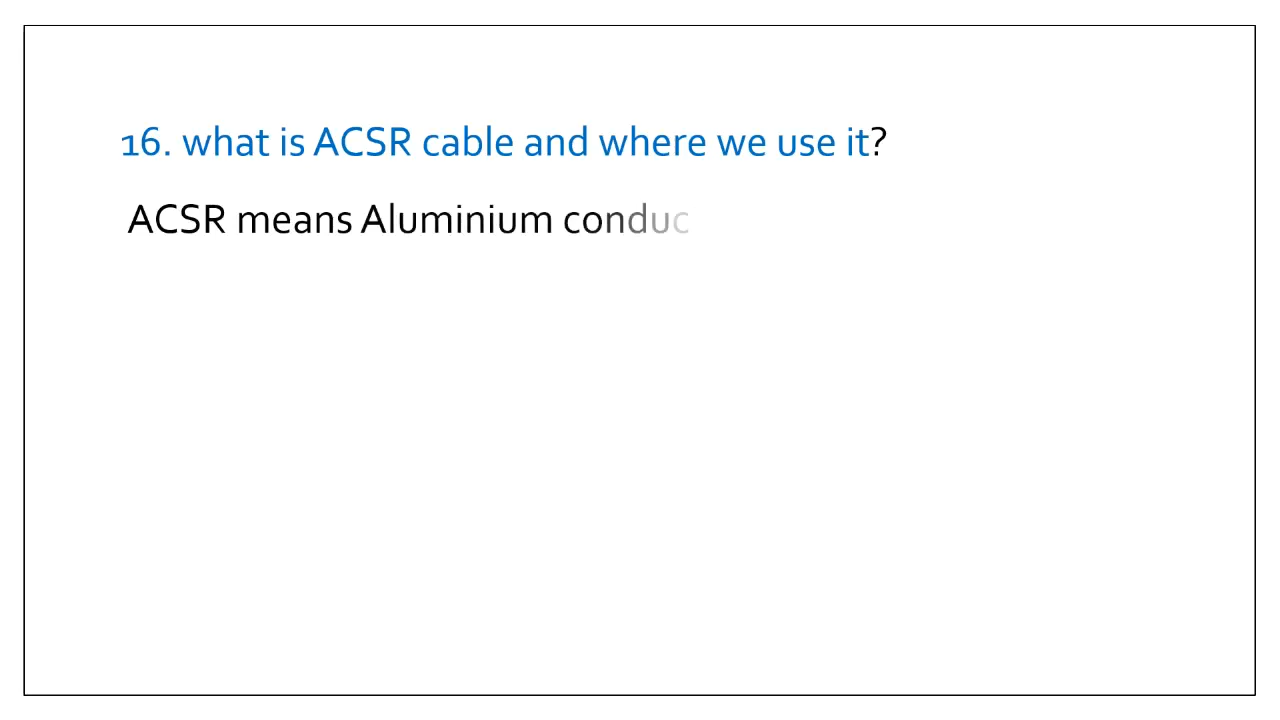 16. what is ACSR cable and where we use it?
ACSR means Aluminium conduc